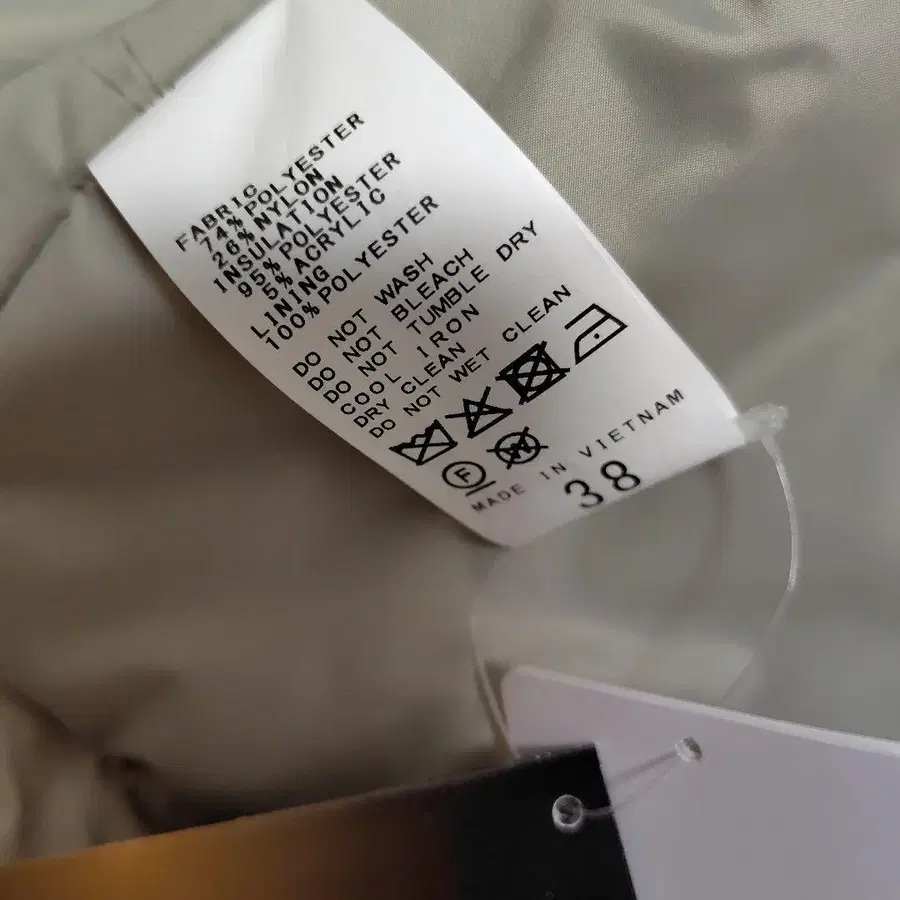 FABRIC
74% POLYESTER
26% NYLON
INSULATION
95% POLYESTER
5% ACRYLIC
LINING
100% POLYESTER
DO NOT WASH
DO NOT BLEACH
DO NOT TUMBLE DRY
COOL IRON
DRY CLEAN
DO NOT WET CLEAN
F W
MADE IN VIETNAM
38